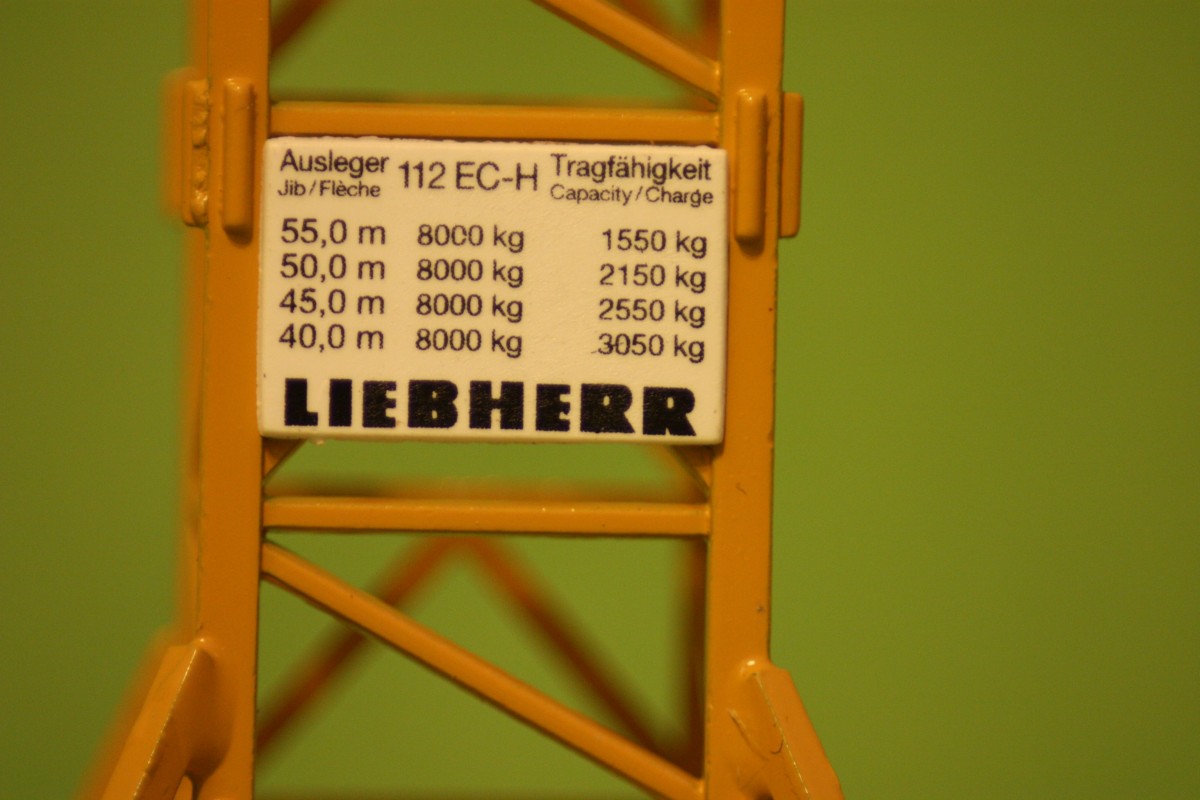 Ausleger 112 EC-H Tragfähigkeit
Jib/Flèche Capacity/Charge
55,0 m 8000 kg 1550 kg
50,0 m 8000 kg 2150 kg
45,0 m 8000 kg 2550 kg
40,0 m 8000 kg 3050 kg
LIEBHERR